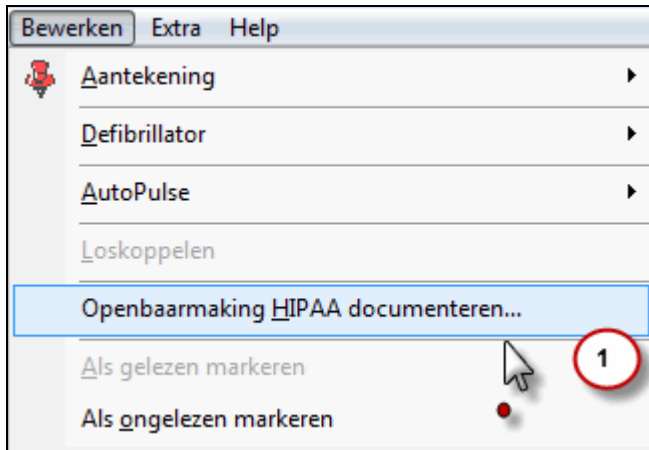 Bewerken Extra Help
Aantekening
Defibrillator
AutoPulse
Loskoppelen
Openbaarmaking HIPAA documenteren...
1
Als gelezen markeren
Als ongelezen markeren